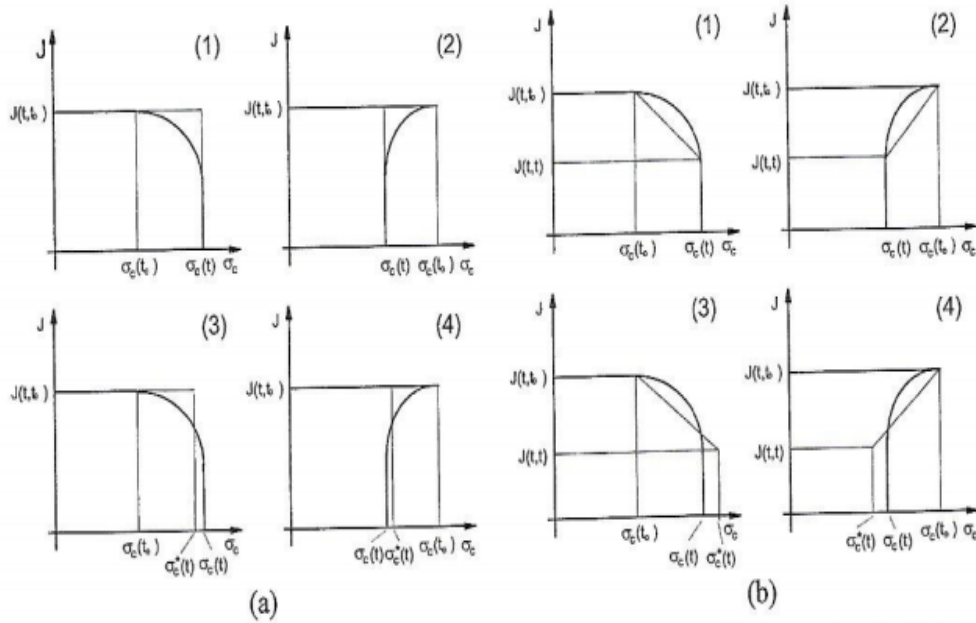 J (1)
J(t,t₀)
σc(t₀) σc(t) σc
J (2)
J(t,t₀)
σc(t) σc(t₀) σc
J (3)
J(t,t₀)
σc(t₀) σc
σc*(t) σc(t)
J (4)
J(t,t₀)
σc(t) σc*(t) σc(t₀) σc
(a)
J (1)
J(t,t₀)
J(t,t)
σc(t₀) σc(t) σc
J (2)
J(t,t₀)
J(t,t)
σc(t) σc(t₀) σc
J (3)
J(t,t₀)
J(t,t)
σc(t₀) σc
σc(t) σc*(t)
J (4)
J(t,t₀)
J(t,t)
σc*(t) σc(t) σc(t₀) σc
(b)